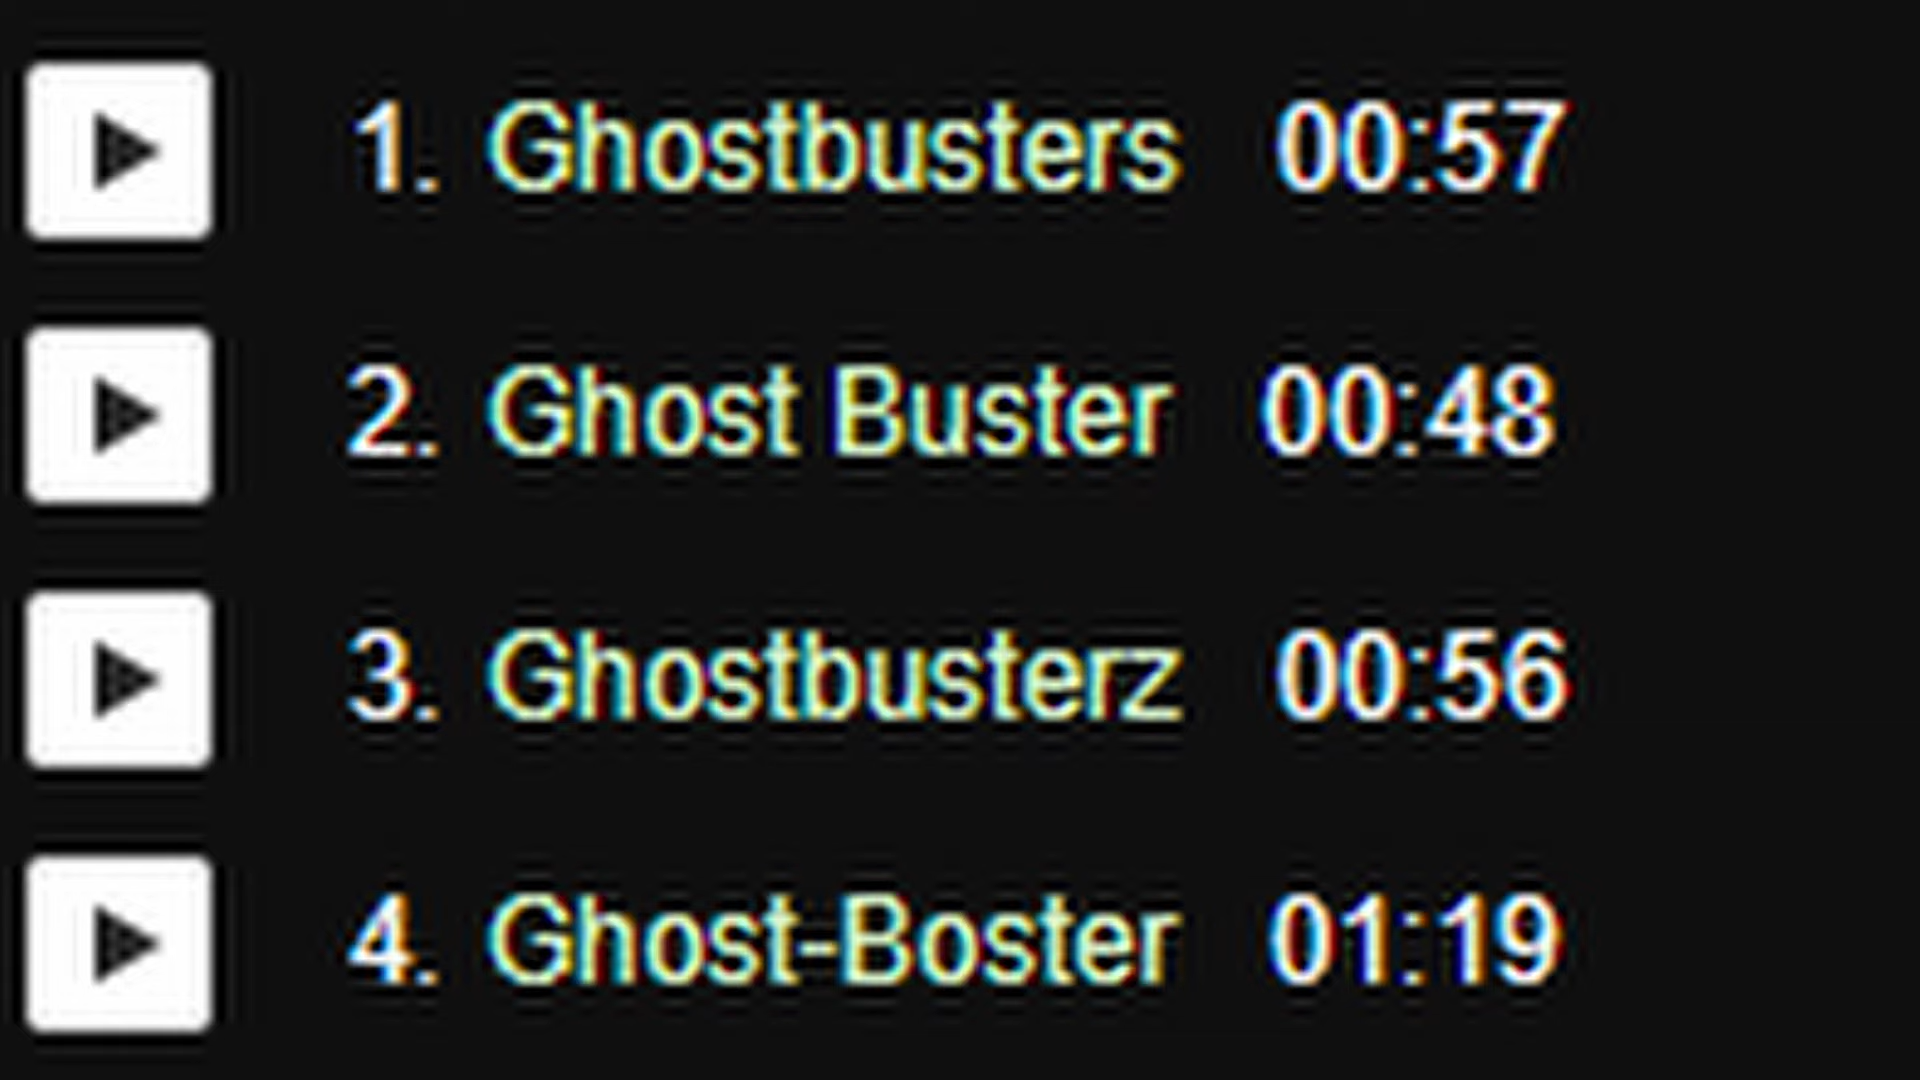 1. Ghostbusters 00:57
2. Ghost Buster 00:48
3. Ghostbusterz 00:56
4. Ghost-Boster 01:19